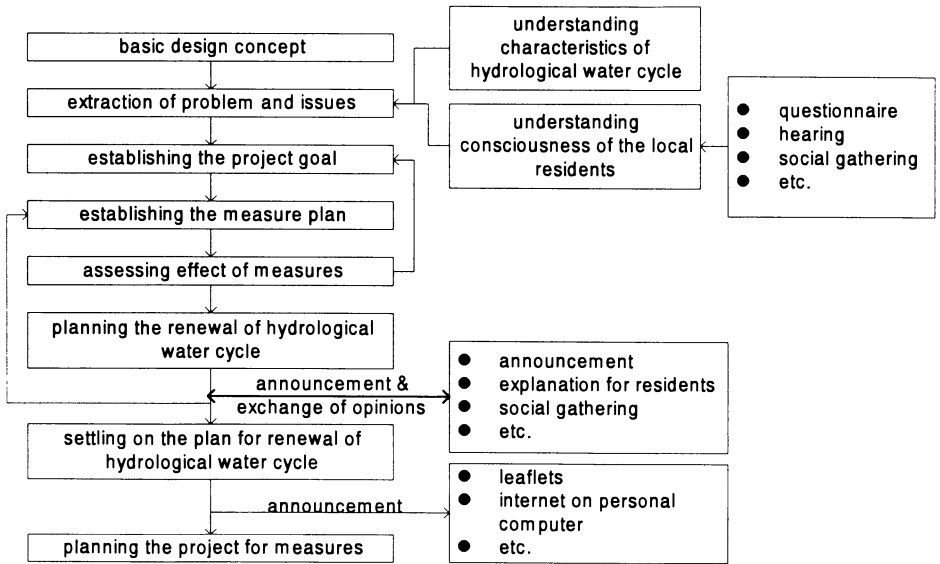 basic design concept
extraction of problem and issues
establishing the project goal
establishing the measure plan
assessing effect of measures
planning the renewal of hydrological
water cycle
announcement &
exchange of opinions
settling on the plan for renewal of
hydrological water cycle
announcement
planning the project for measures
understanding
characteristics of
hydrological water cycle
understanding
consciousness of the local
residents
● questionnaire
● hearing
● social gathering
● etc.
● announcement
● explanation for residents
● social gathering
● etc.
● leaflets
● internet on personal
computer
● etc.